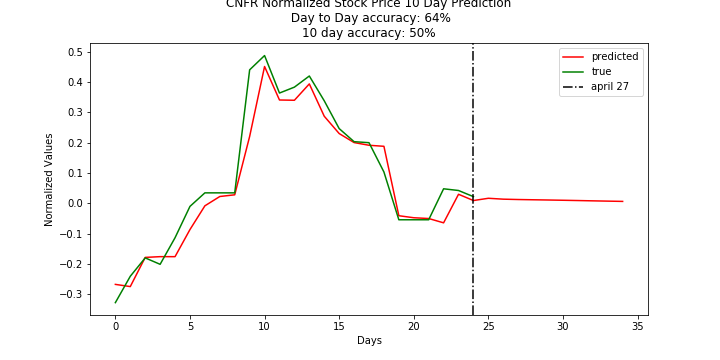 CNFR Normalized Stock Price 10 Day Prediction
Day to Day accuracy: 64%
10 day accuracy: 50%
predicted
true
april 27
Normalized Values
0.5
0.4
0.3
0.2
0.1
0.0
−0.1
−0.2
−0.3
0 5 10 15 20 25 30 35
Days